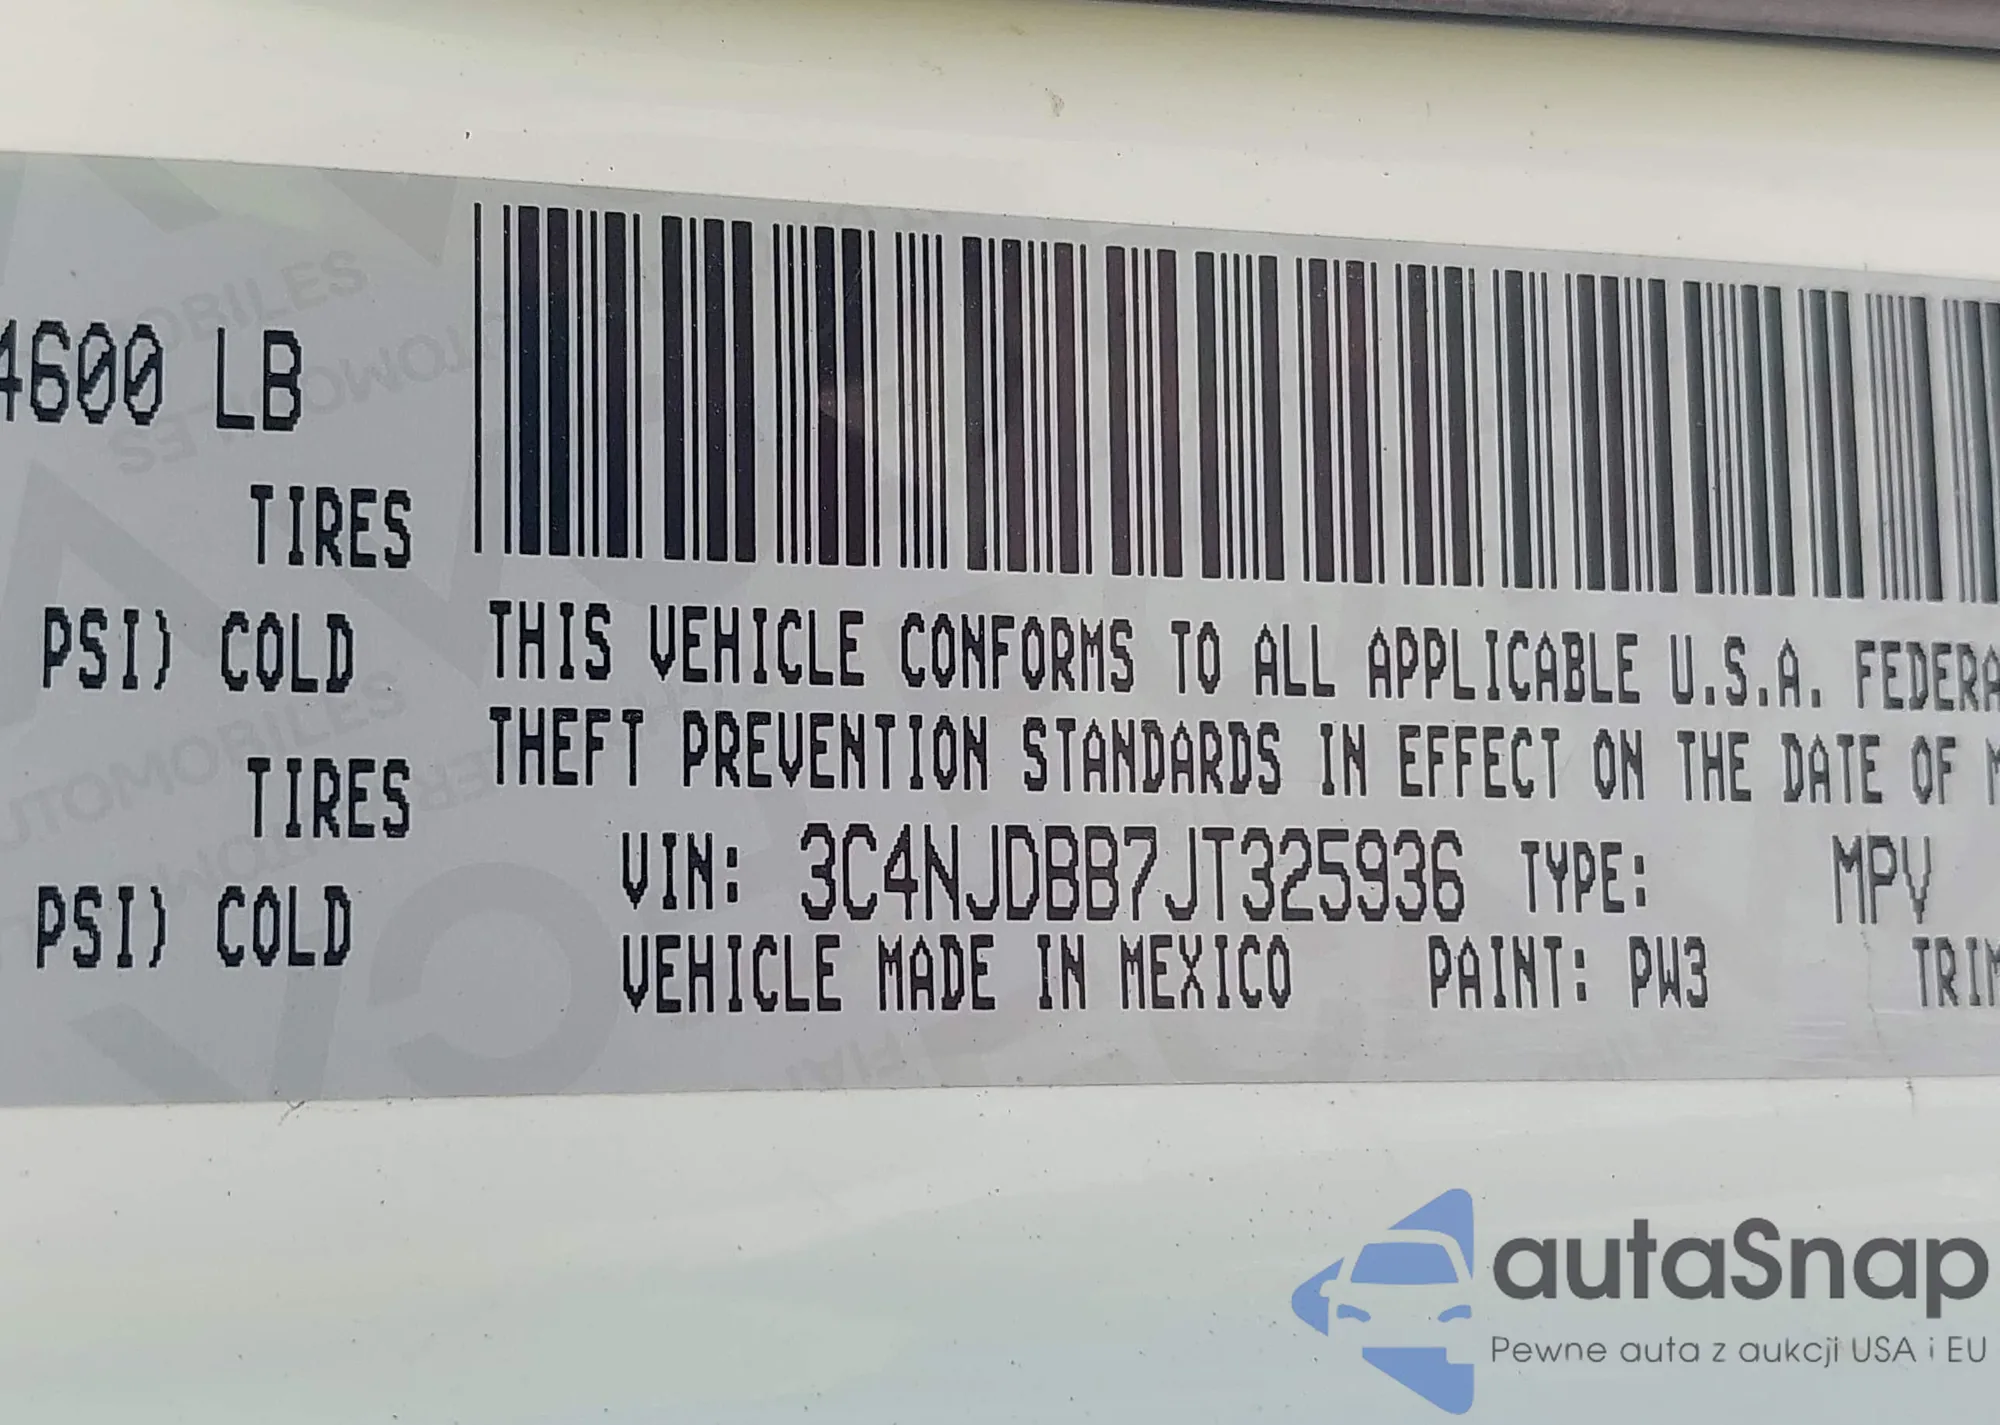 4600 LB
TIRES
PSI) COLD
TIRES
PSI) COLD
THIS VEHICLE CONFORMS TO ALL APPLICABLE U.S.A. FEDERA
THEFT PREVENTION STANDARDS IN EFFECT ON THE DATE OF M
VIN: 3C4NJDBB7JT325936 TYPE: MPV
VEHICLE MADE IN MEXICO PAINT: PW3 TRIM
autaSnap
Pewne auta z aukcji USA i EU